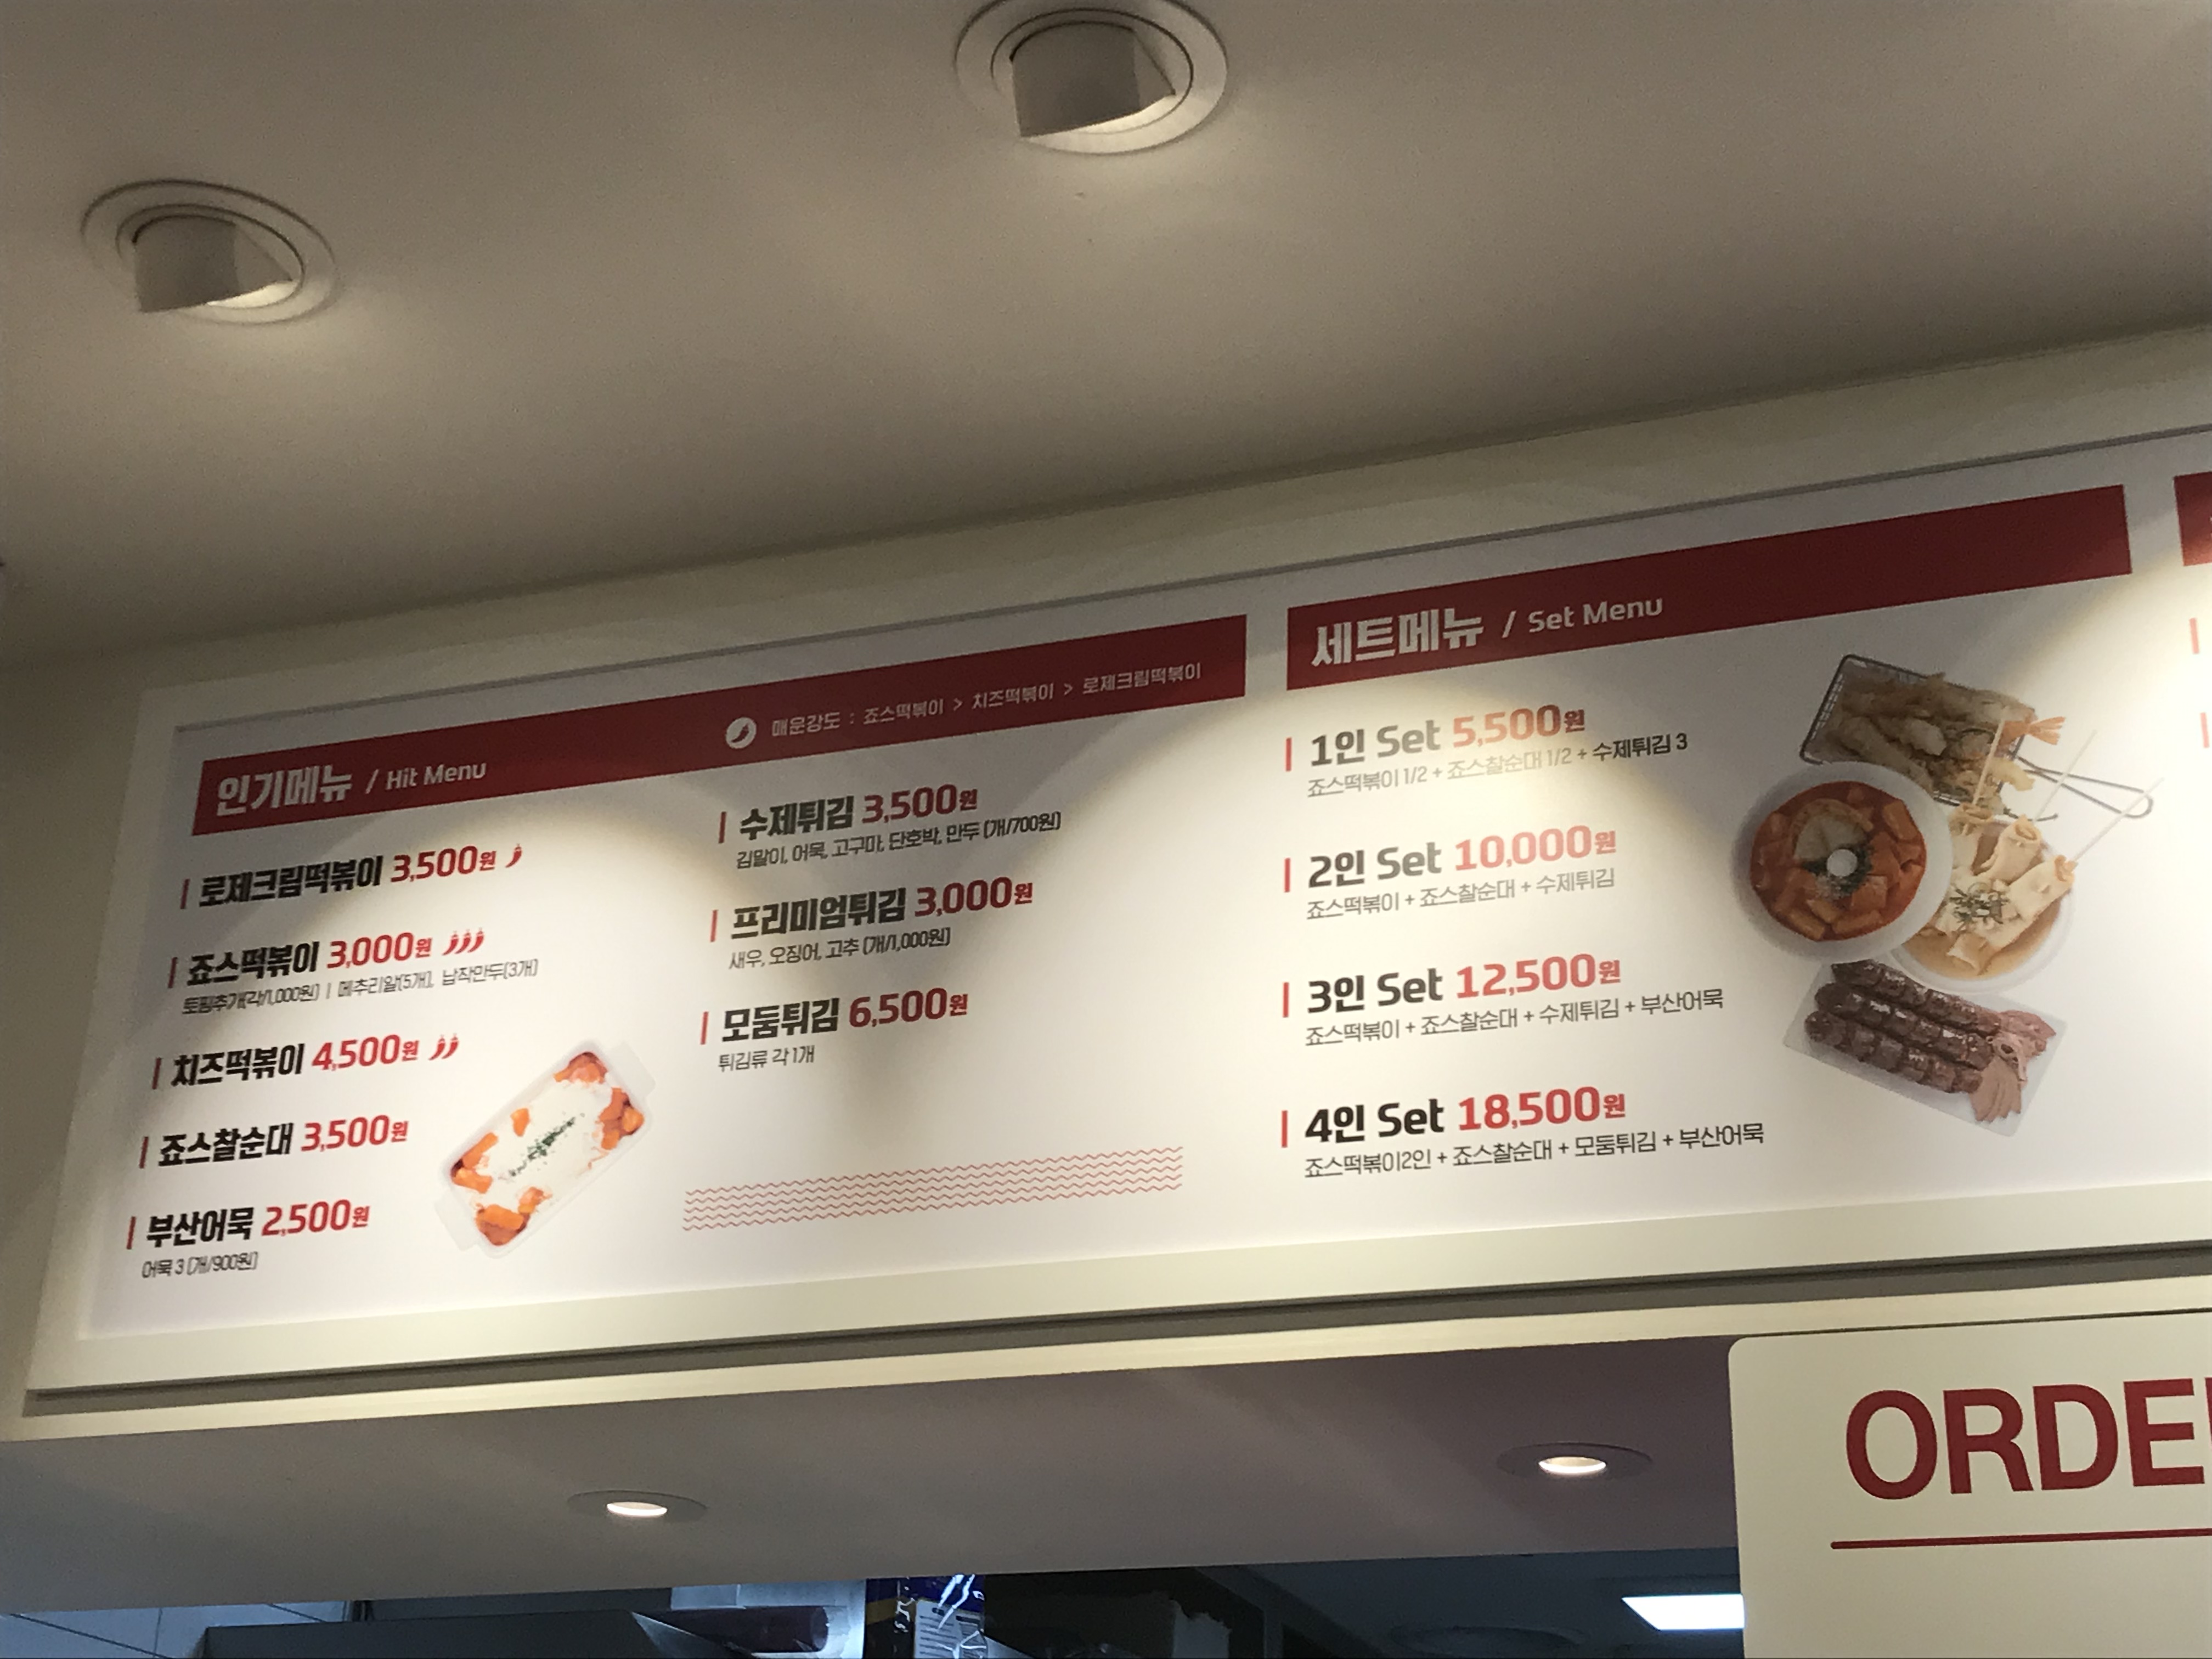 인기메뉴 / Hit Menu
매운강도 : 죠스떡볶이 > 치즈떡볶이 > 로제크림떡볶이
로제크림떡볶이 3,500원
죠스떡볶이 3,000원
토핑추가(각/1,000원) | 메추리알(5개), 납작만두(3개)
치즈떡볶이 4,500원
죠스찰순대 3,500원
부산어묵 2,500원
어묵 3 (개/900원)
수제튀김 3,500원
김말이, 어묵, 고구마, 단호박, 만두 (개/700원)
프리미엄튀김 3,000원
새우, 오징어, 고추 (개/1,000원)
모둠튀김 6,500원
튀김류 각 1개
세트메뉴 / Set Menu
1인 Set 5,500원
죠스떡볶이 1/2 + 죠스찰순대 1/2 + 수제튀김 3
2인 Set 10,000원
죠스떡볶이 + 죠스찰순대 + 수제튀김
3인 Set 12,500원
죠스떡볶이 + 죠스찰순대 + 수제튀김 + 부산어묵
4인 Set 18,500원
죠스떡볶이2인 + 죠스찰순대 + 모둠튀김 + 부산어묵
ORDE